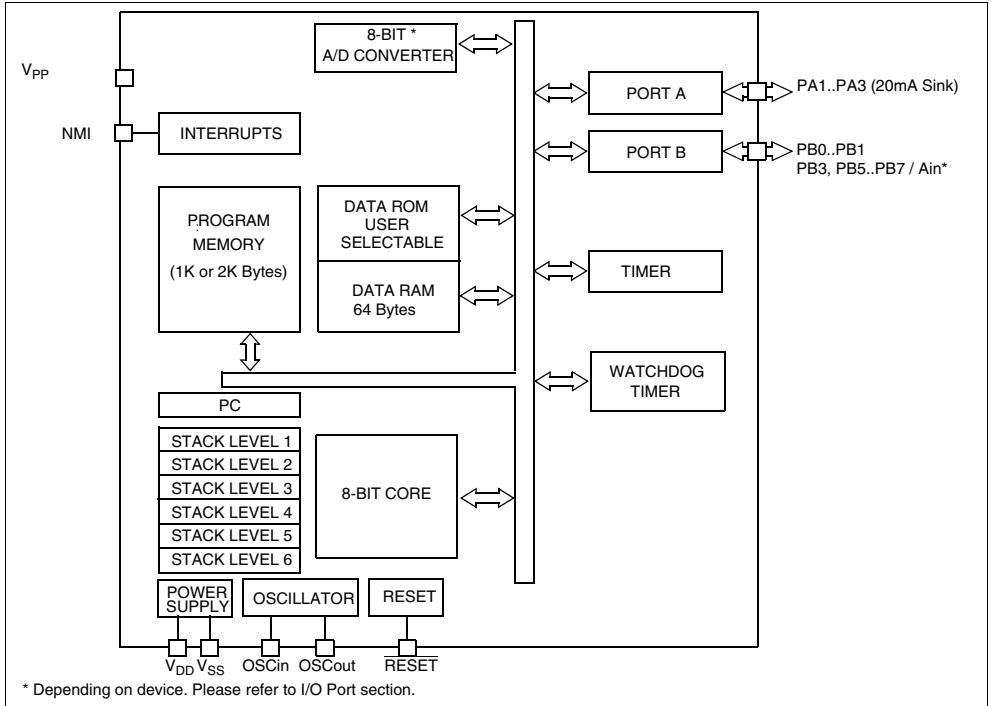 8-BIT *
A/D CONVERTER
V_PP
PORT A
PA1..PA3 (20mA Sink)
NMI
INTERRUPTS
PORT B
PB0..PB1
PB3, PB5..PB7 / Ain*
PROGRAM
MEMORY
(1K or 2K Bytes)
DATA ROM
USER
SELECTABLE
DATA RAM
64 Bytes
TIMER
WATCHDOG
TIMER
PC
STACK LEVEL 1
STACK LEVEL 2
STACK LEVEL 3
STACK LEVEL 4
STACK LEVEL 5
STACK LEVEL 6
8-BIT CORE
POWER
SUPPLY
OSCILLATOR
RESET
V_DD V_SS OSCin OSCout RESET
* Depending on device. Please refer to I/O Port section.